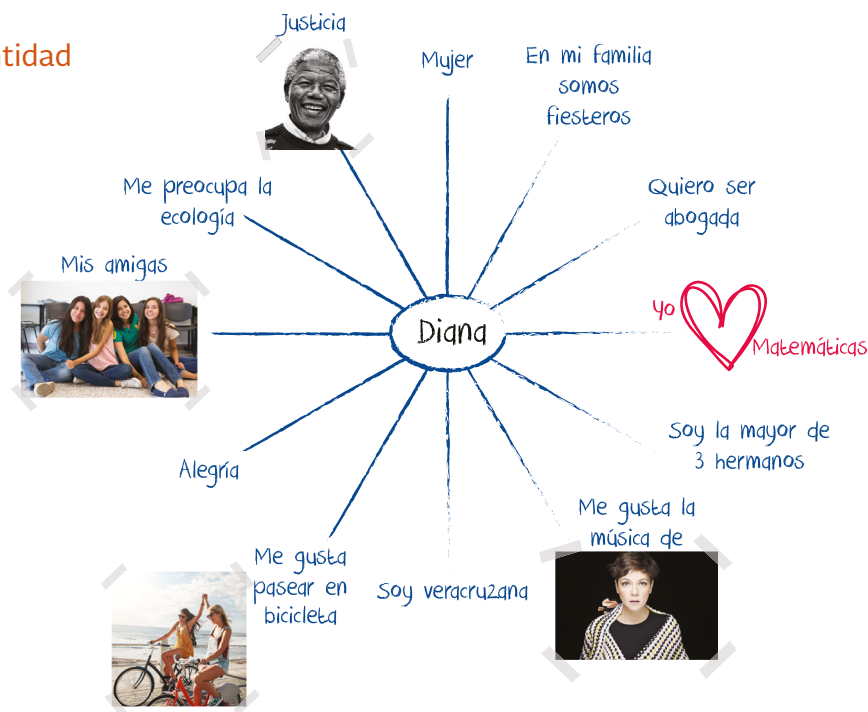 ntidad
Justicia
Mujer
En mi familia
somos
fiesteros
Me preocupa la
ecología
Quiero ser
abogada
Mis amigas
Diana
yo
Matemáticas
Alegría
Soy la mayor de
3 hermanos
Me gusta la
música de
Me gusta
pasear en
bicicleta
Soy veracruzana